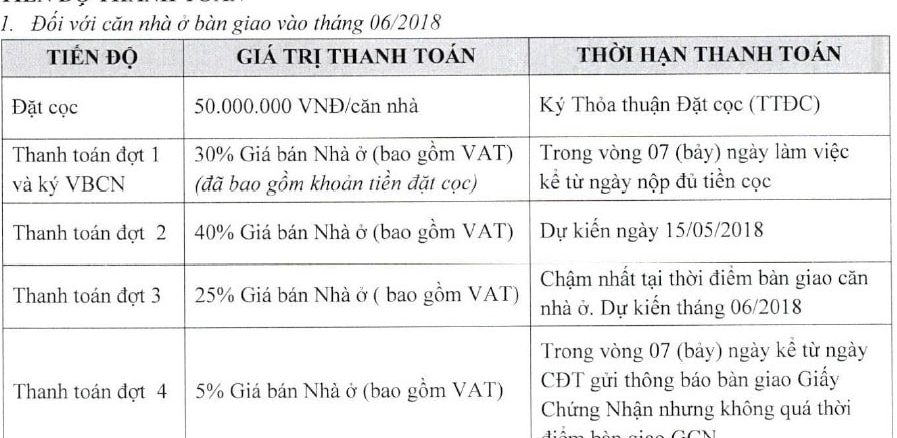 1. Đối với căn nhà ở bàn giao vào tháng 06/2018
TIẾN ĐỘ
GIÁ TRỊ THANH TOÁN
THỜI HẠN THANH TOÁN
Đặt cọc
50.000.000 VNĐ/căn nhà
Ký Thỏa thuận Đặt cọc (TTĐC)
Thanh toán đợt 1
và ký VBCN
30% Giá bán Nhà ở (bao gồm VAT)
(đã bao gồm khoản tiền đặt cọc)
Trong vòng 07 (bảy) ngày làm việc
kể từ ngày nộp đủ tiền cọc
Thanh toán đợt 2
40% Giá bán Nhà ở (bao gồm VAT)
Dự kiến ngày 15/05/2018
Thanh toán đợt 3
25% Giá bán Nhà ở ( bao gồm VAT)
Chậm nhất tại thời điểm bàn giao căn
nhà ở. Dự kiến tháng 06/2018
Thanh toán đợt 4
5% Giá bán Nhà ở (bao gồm VAT)
Trong vòng 07 (bảy) ngày kể từ ngày
CĐT gửi thông báo bàn giao Giấy
Chứng Nhận nhưng không quá thời
điểm bàn giao GCN